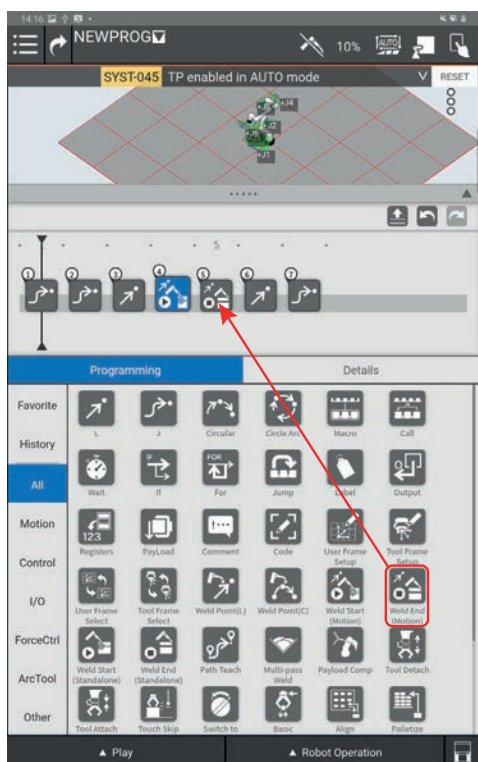 14:16
NEWPROG
10%
AUTO
SYST-045 TP enabled in AUTO mode
RESET
J4
J2
J1
5
1 2 3 4 5 6 7
Programming Details
Favorite
History
All
Motion
Control
I/O
ForceCtrl
ArcTool
Other
L J Circular Circle Arc Macro Call
IF FOR
Wait If For Jump Label Output
123
Registers PayLoad Comment Code User Frame Setup Tool Frame Setup
User Frame Select Tool Frame Select Weld Point(L) Weld Point(C) Weld Start (Motion) Weld End (Motion)
Weld Start (Standalone) Weld End (Standalone) Path Teach Multi-pass Weld Payload Comp Tool Detach
Tool Attach Touch Skip Switch to Basic Align Palletize
Play Robot Operation